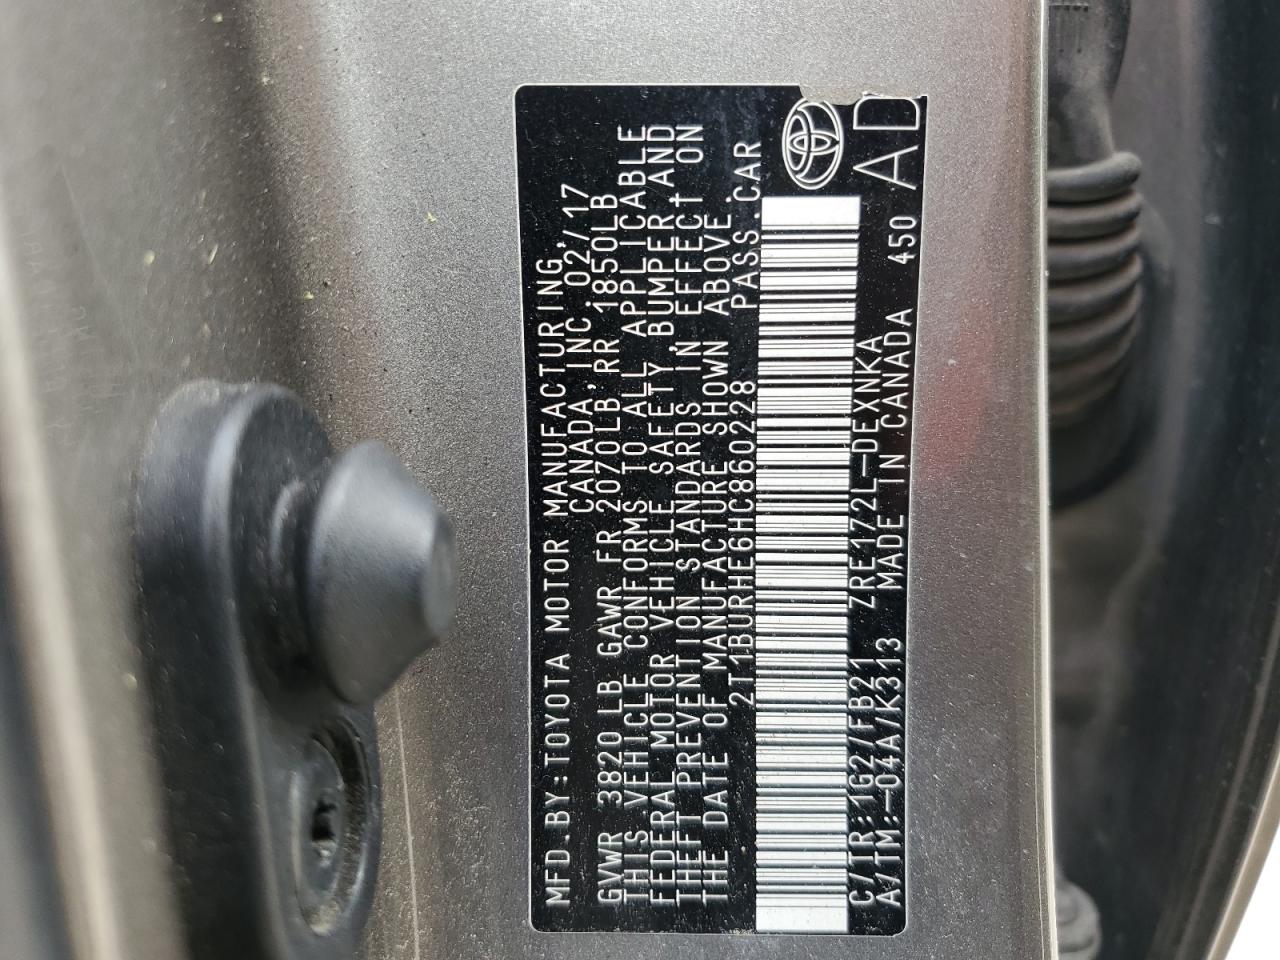 MFD.BY:TOYOTA MOTOR MANUFACTURING
CANADA,INC. 02/17
GVWR 3820 LB GAWR FR 2070LB,RR 1850LB
THIS VEHICLE CONFORMS TO ALL APPLICABLE
FEDERAL MOTOR VEHICLE SAFETY,BUMPER,AND
THEFT PREVENTION STANDARDS IN EFFECT ON
THE DATE OF MANUFACTURE SHOWN ABOVE.
2T1BURHE6HC860228 PASS.CAR
C/TR:1G2/FB21 ZRE172L-DEXNKA
A/TM:-04A/K313 MADE IN CANADA 450
AD